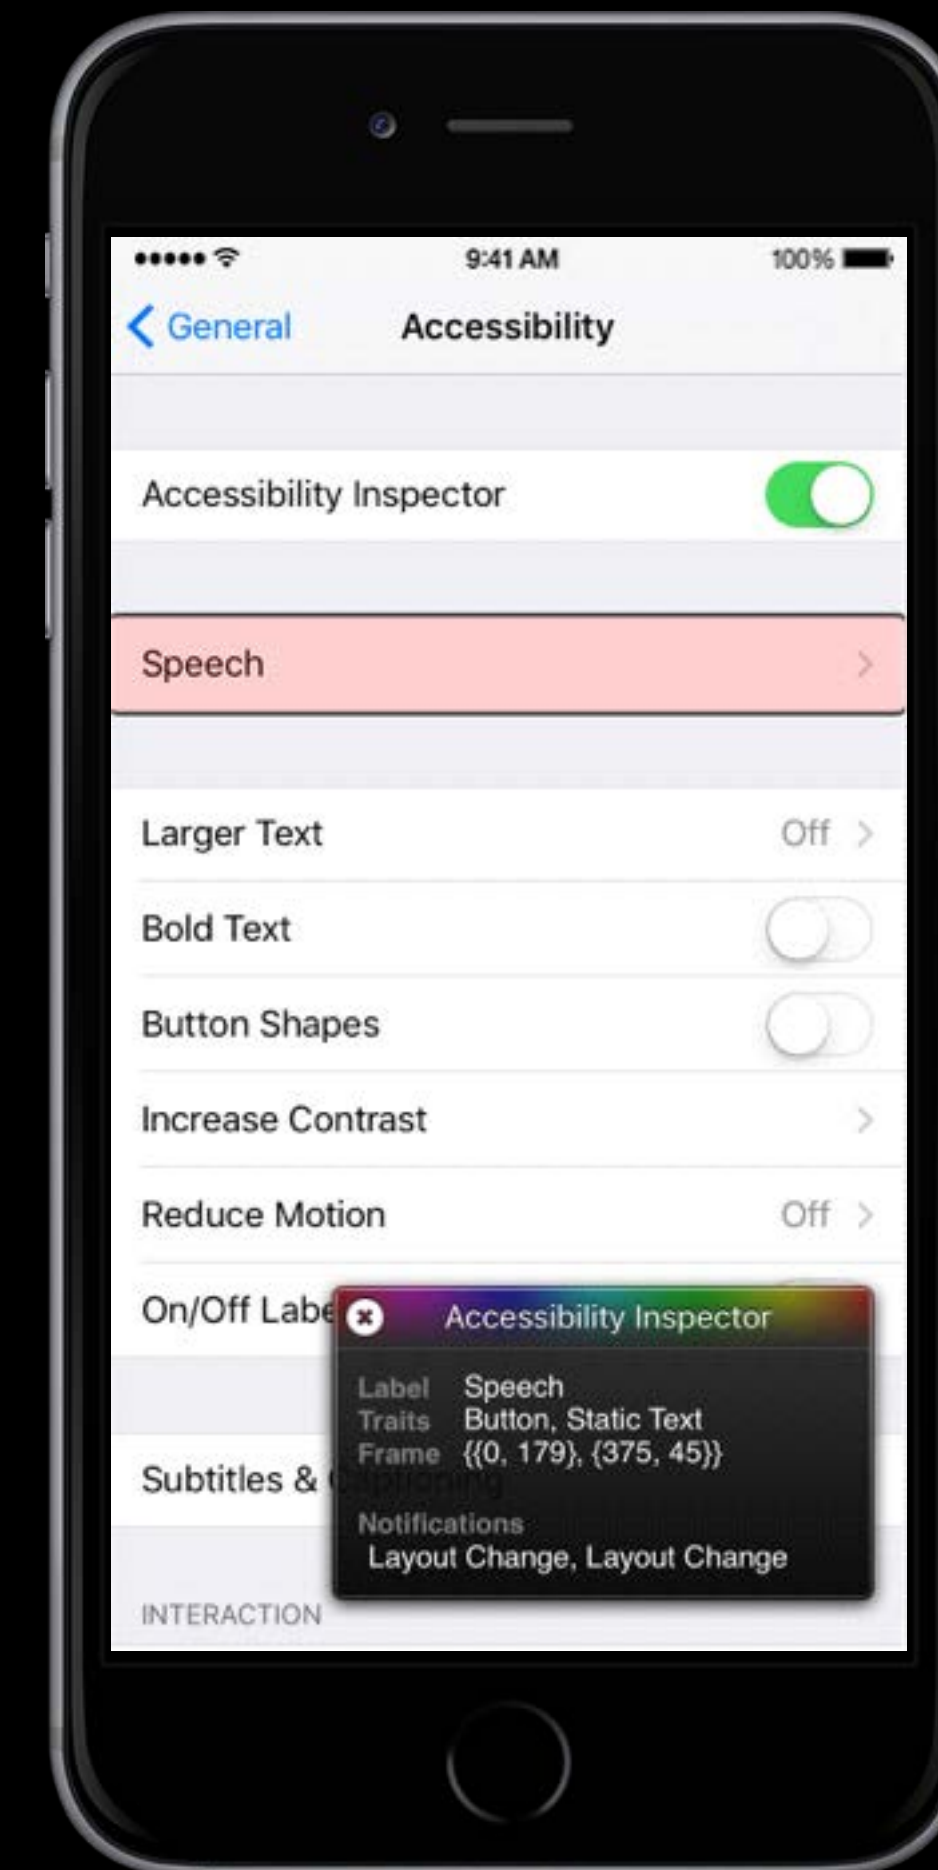 9:41 AM 100%
General Accessibility
Accessibility Inspector
Speech
Larger Text Off
Bold Text
Button Shapes
Increase Contrast
Reduce Motion Off
On/Off Labe
Accessibility Inspector
Label Speech
Traits Button, Static Text
Frame {{0, 179}, {375, 45}}
Subtitles & Captioning
Notifications
Layout Change, Layout Change
INTERACTION